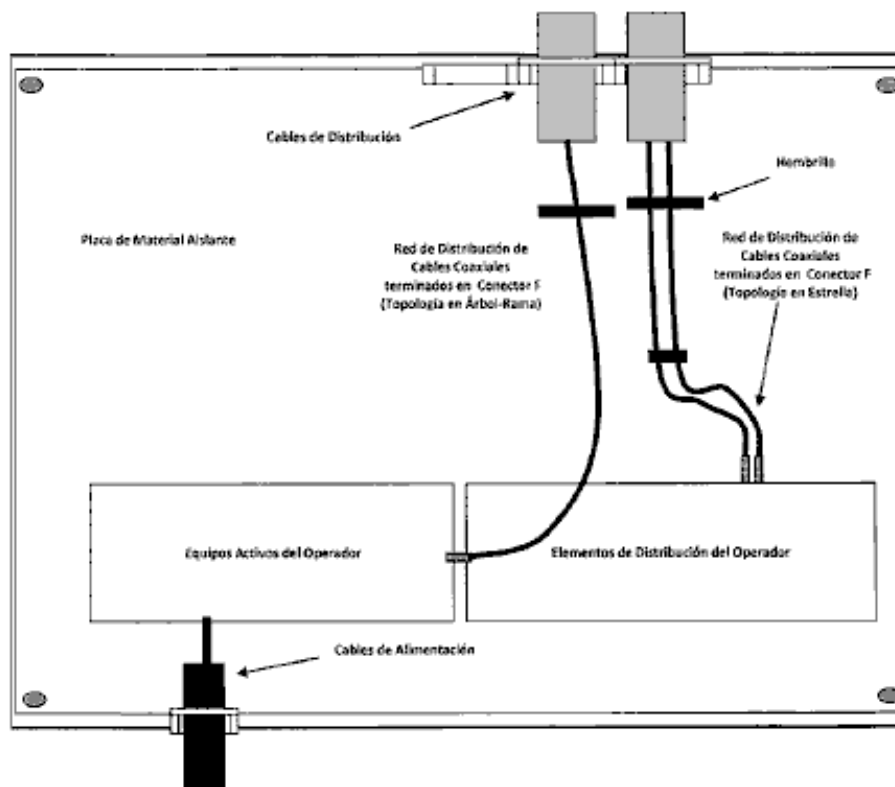 Cables de Distribución
Hembrilla
Placa de Material Aislante
Red de Distribución de
Cables Coaxiales
terminados en Conector F
(Topología en Árbol-Rama)
Red de Distribución de
Cables Coaxiales
terminados en Conector F
(Topología en Estrella)
Equipos Activos del Operador
Elementos de Distribución del Operador
Cables de Alimentación